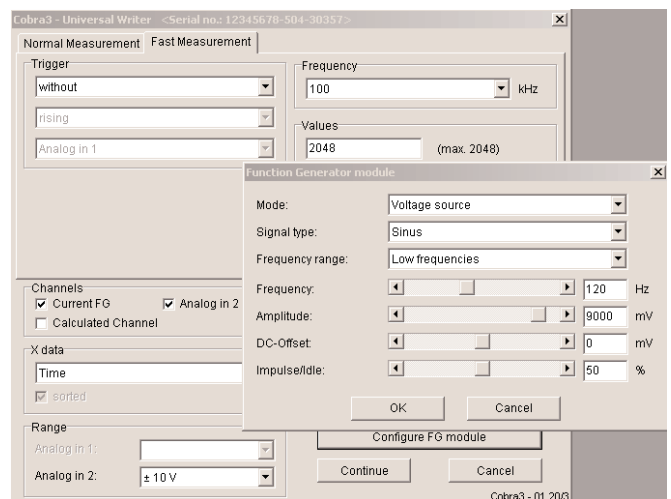 Cobra3 - Universal Writer <Serial no.: 12345678-504-30357>
Normal Measurement
Fast Measurement
Trigger
without
rising
Analog in 1
Frequency
100
kHz
Values
2048
(max. 2048)
Function Generator module
Mode:
Voltage source
Signal type:
Sinus
Frequency range:
Low frequencies
Frequency:
120
Hz
Amplitude:
9000
mV
DC-Offset:
0
mV
Impulse/Idle:
50
%
OK
Cancel
Channels
Current FG
Analog in 2
Calculated Channel
X data
Time
sorted
Range
Analog in 1:
Analog in 2:
± 10 V
Configure FG module
Continue
Cancel
Cobra3 - 01.20/3